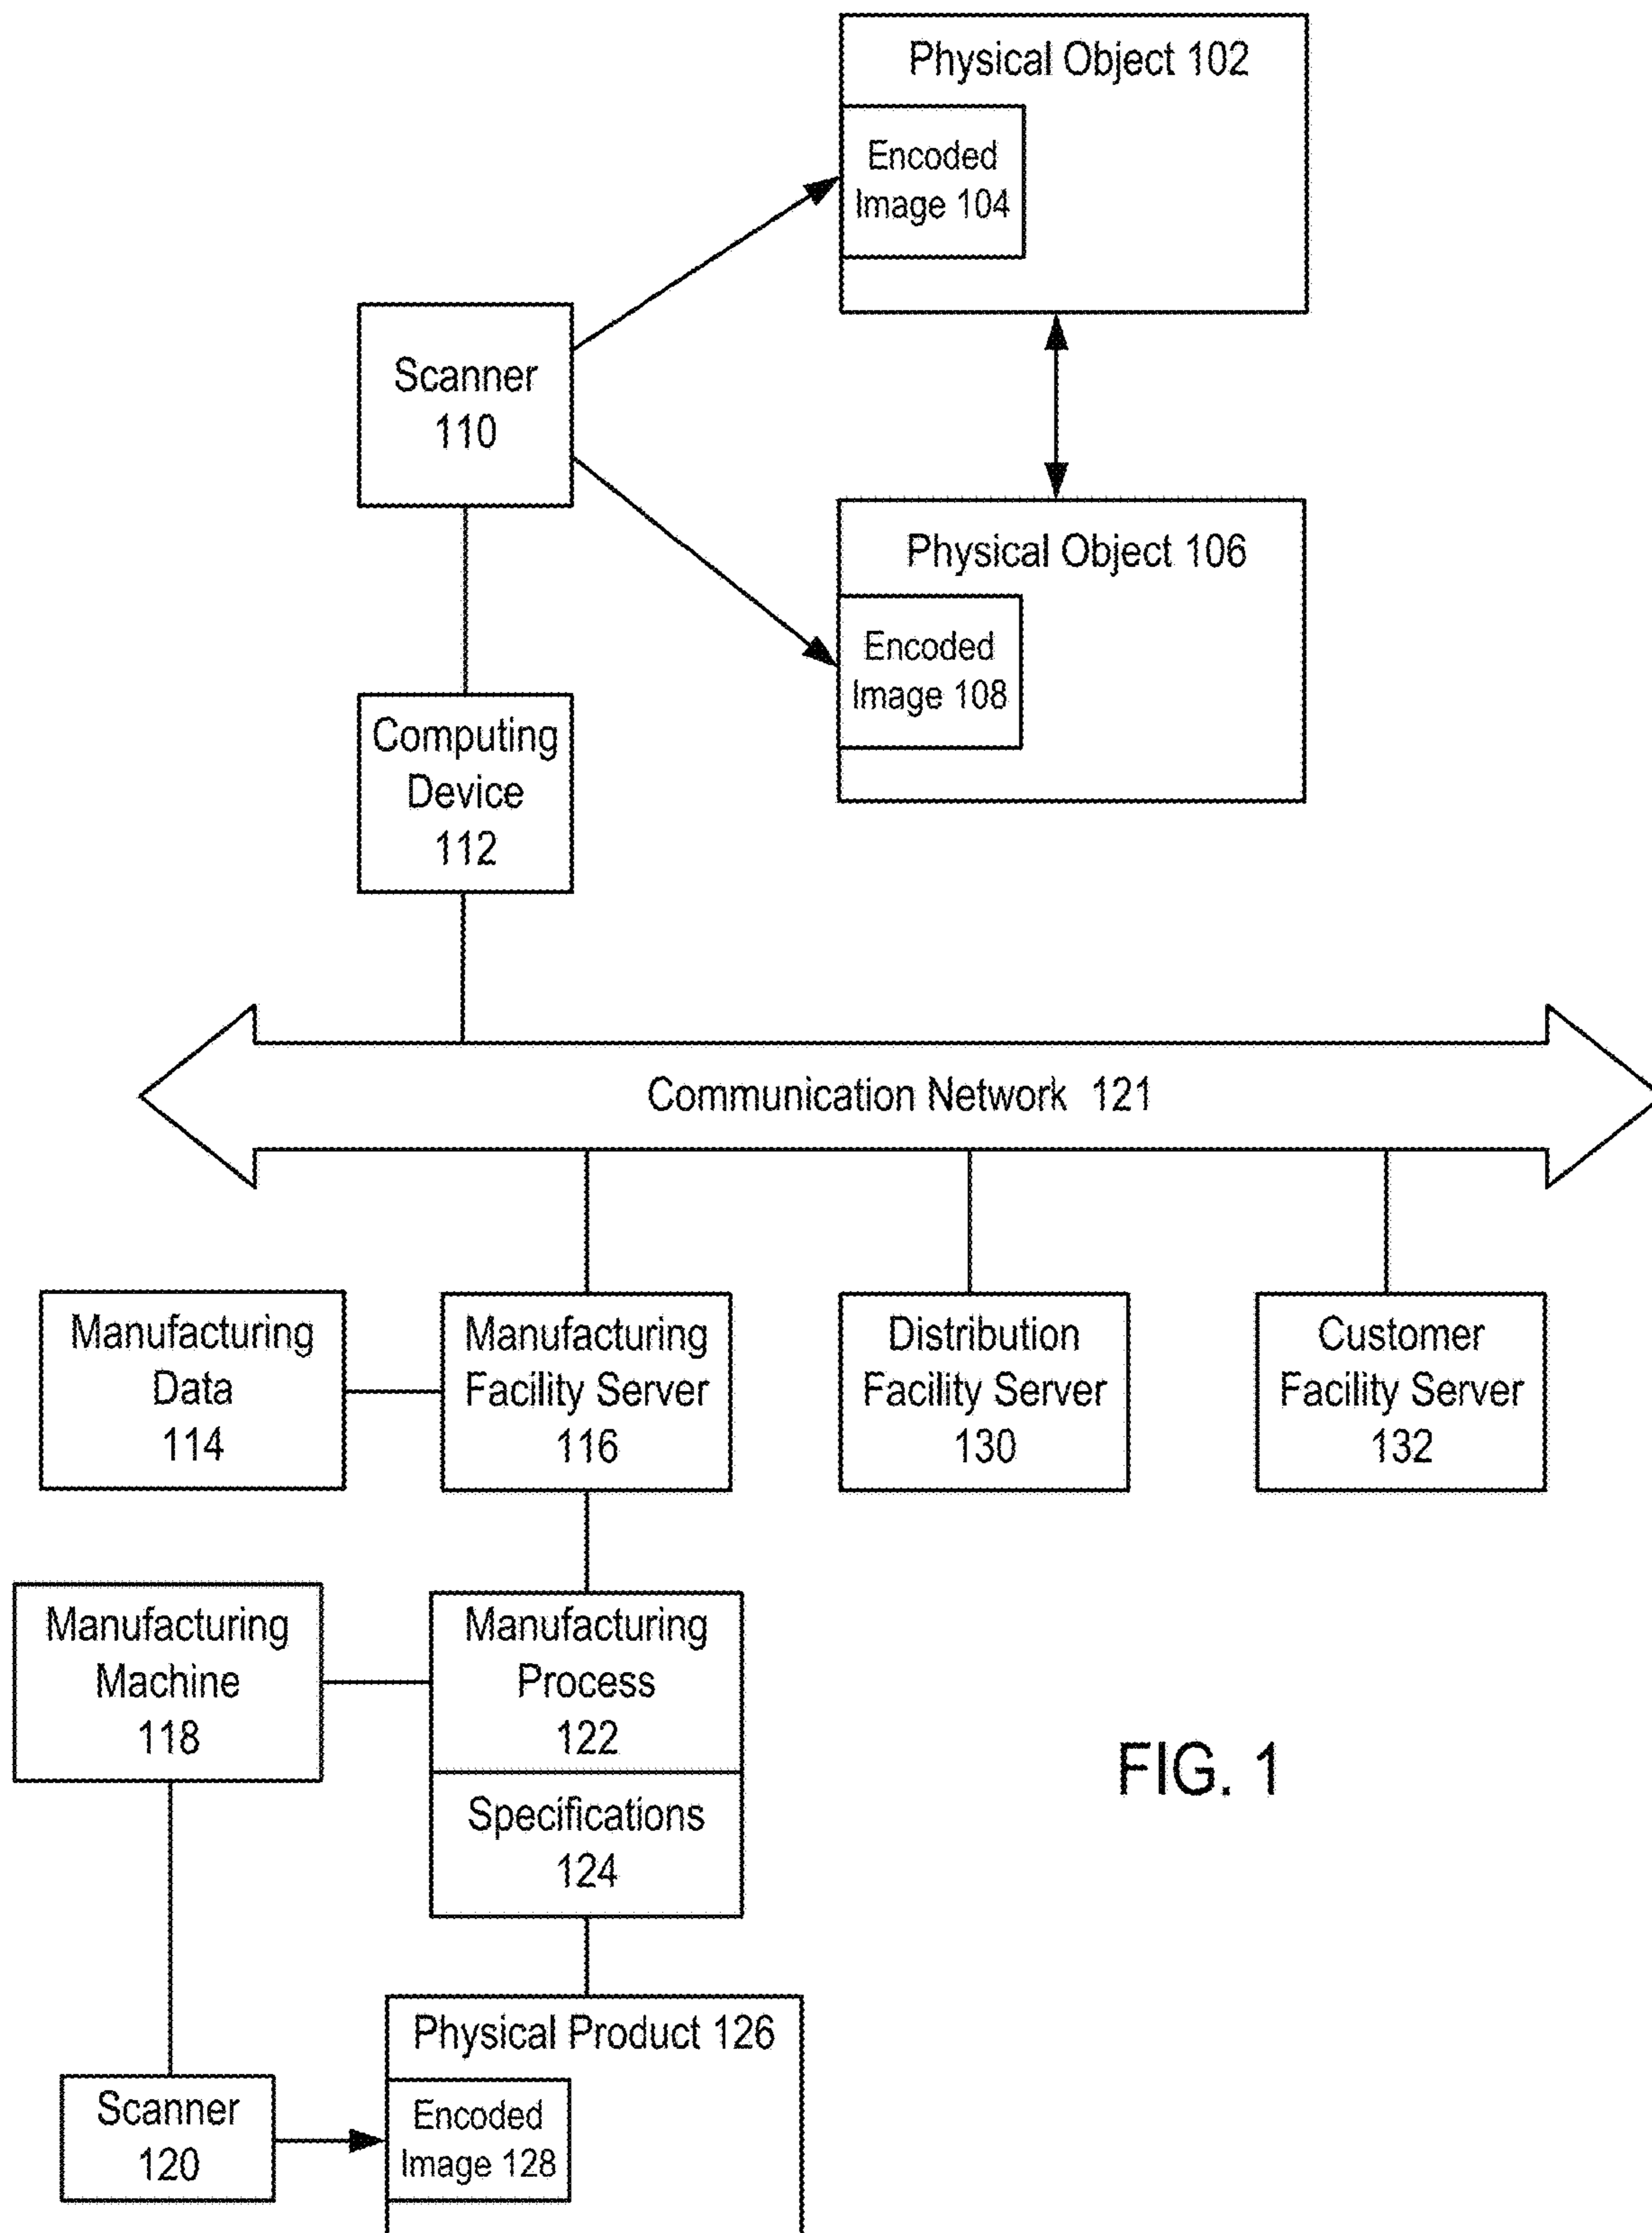 Physical Object 102
Encoded
Image 104
Scanner
110
Physical Object 106
Encoded
Image 108
Computing
Device
112
Communication Network 121
Manufacturing
Data
114
Manufacturing
Facility Server
116
Distribution
Facility Server
130
Customer
Facility Server
132
Manufacturing
Machine
118
Manufacturing
Process
122
Specifications
124
FIG. 1
Physical Product 126
Scanner
120
Encoded
Image 128